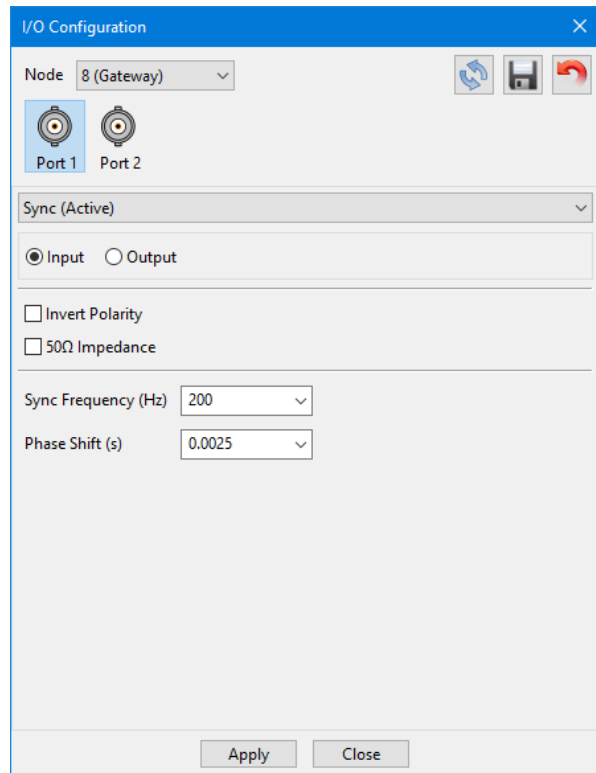 I/O Configuration
Node 8 (Gateway)
Port 1 Port 2
Sync (Active)
Input Output
Invert Polarity
50Ω Impedance
Sync Frequency (Hz) 200
Phase Shift (s) 0.0025
Apply Close